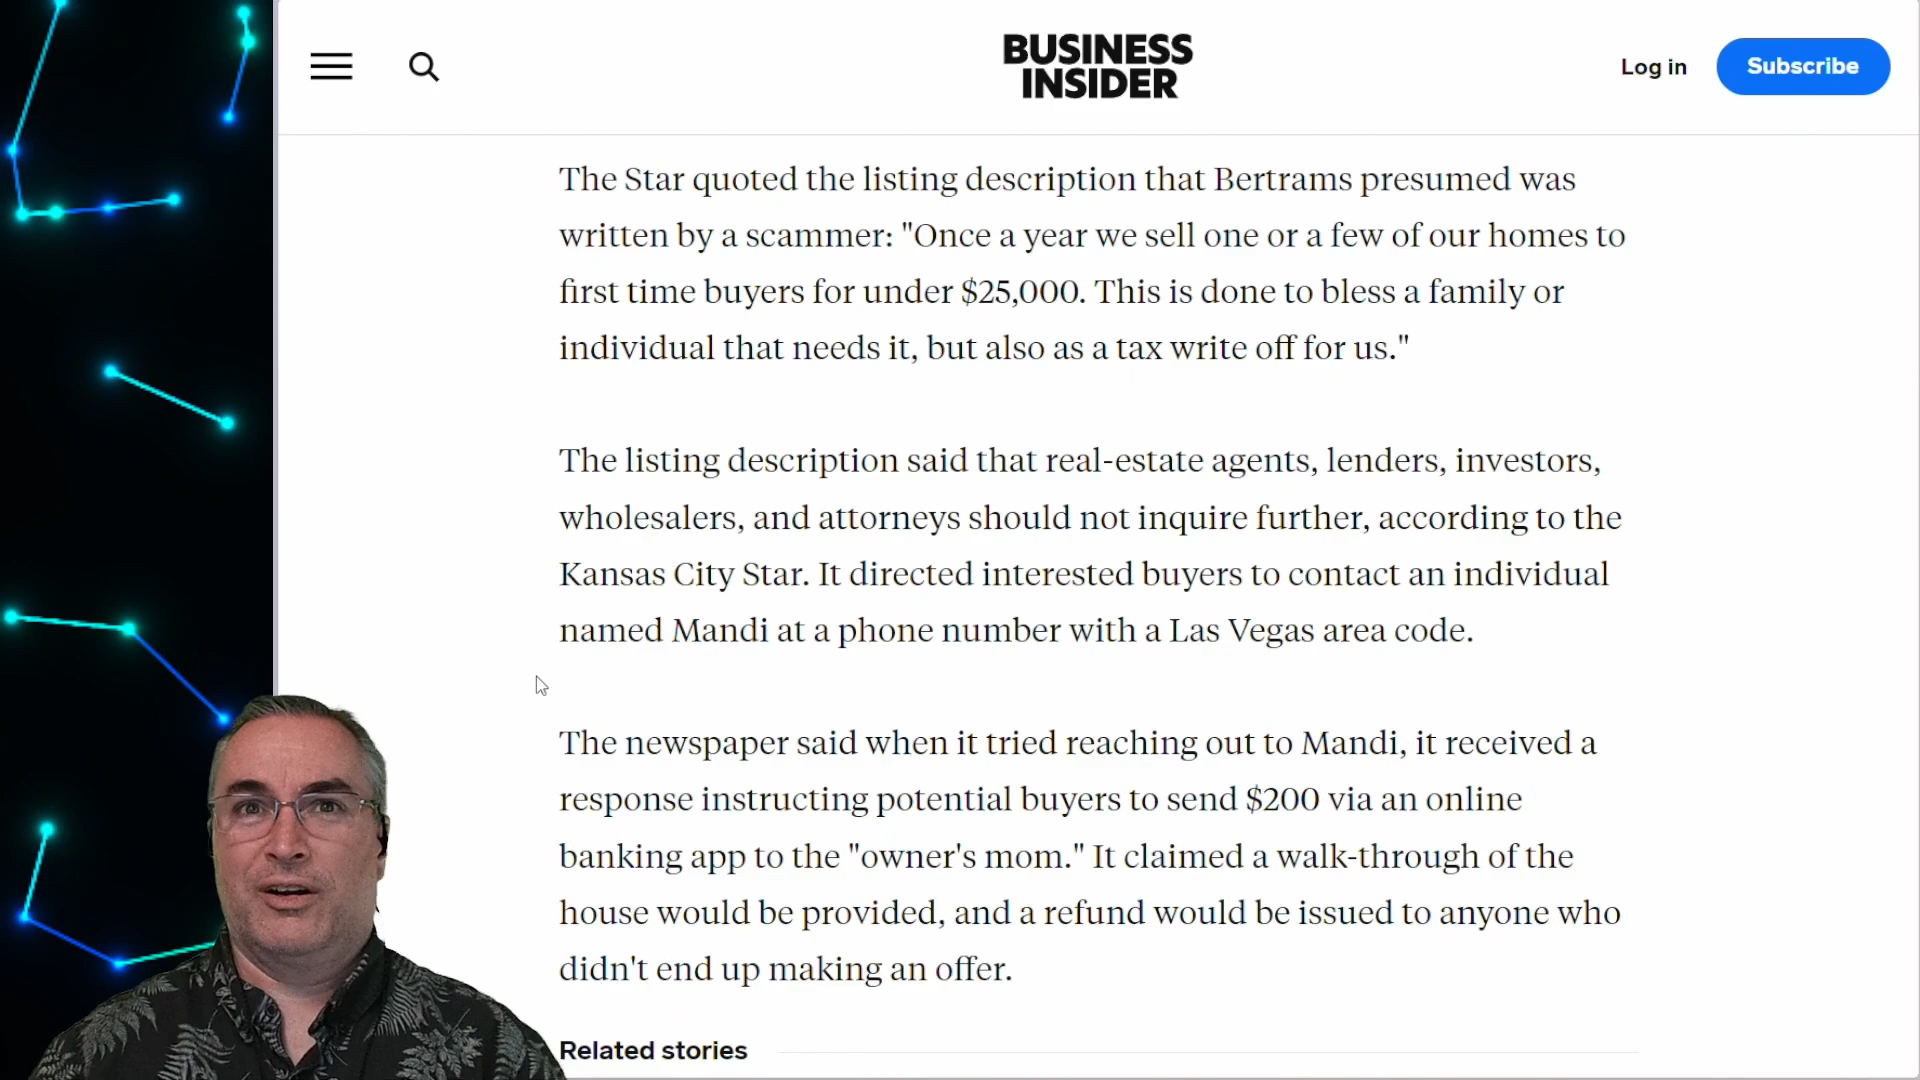 BUSINESS
INSIDER
Log in
Subscribe
The Star quoted the listing description that Bertrams presumed was
written by a scammer: "Once a year we sell one or a few of our homes to
first time buyers for under $25,000. This is done to bless a family or
individual that needs it, but also as a tax write off for us."
The listing description said that real-estate agents, lenders, investors,
wholesalers, and attorneys should not inquire further, according to the
Kansas City Star. It directed interested buyers to contact an individual
named Mandi at a phone number with a Las Vegas area code.
The newspaper said when it tried reaching out to Mandi, it received a
response instructing potential buyers to send $200 via an online
banking app to the "owner's mom." It claimed a walk-through of the
house would be provided, and a refund would be issued to anyone who
didn't end up making an offer.
Related stories